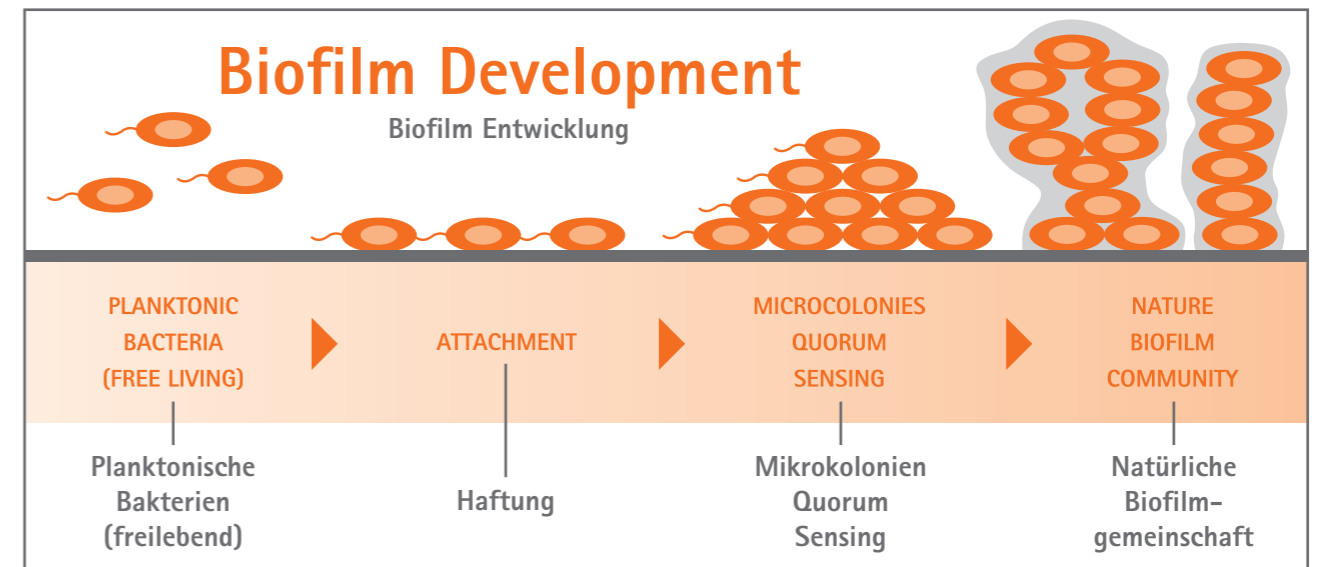 Biofilm Development
Biofilm Entwicklung
PLANKTONIC
BACTERIA
(FREE LIVING)
ATTACHMENT
MICROCOLONIES
QUORUM
SENSING
NATURE
BIOFILM
COMMUNITY
Planktonische
Bakterien
(freilebend)
Haftung
Mikrokolonien
Quorum
Sensing
Natürliche
Biofilm-
gemeinschaft